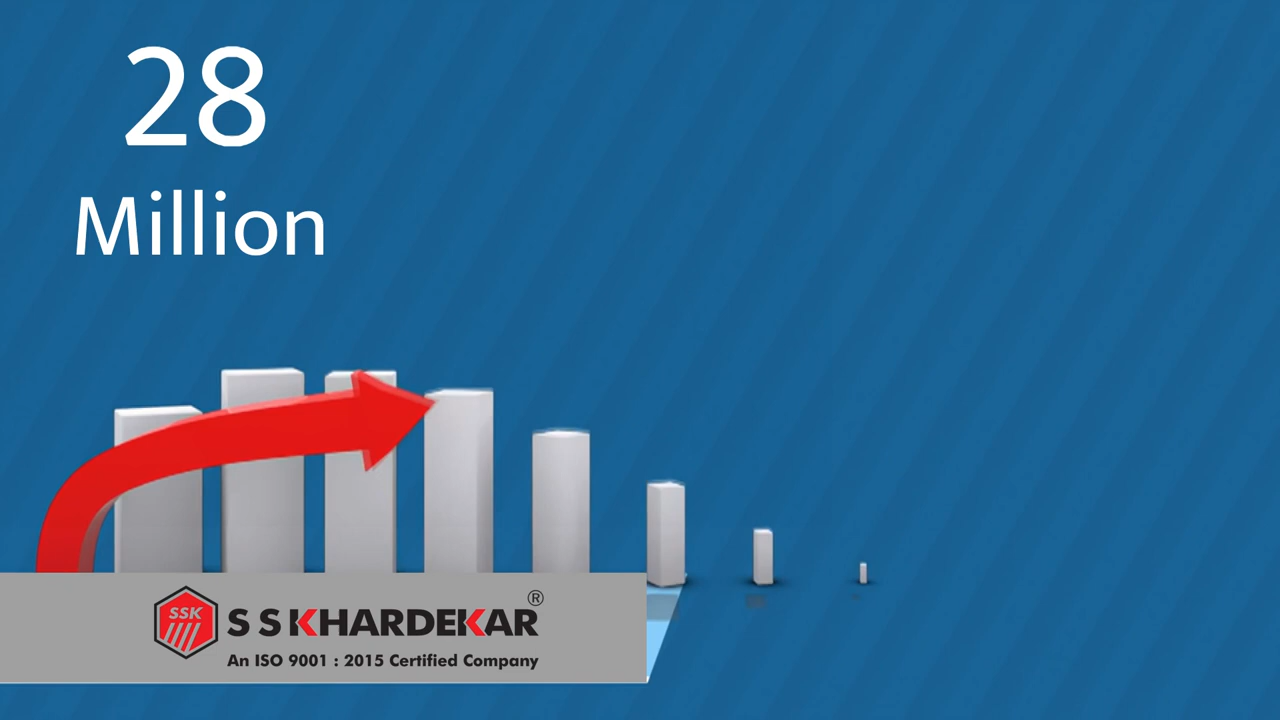 28
Million
SSK
S S KHARDEKAR®
An ISO 9001 : 2015 Certified Company